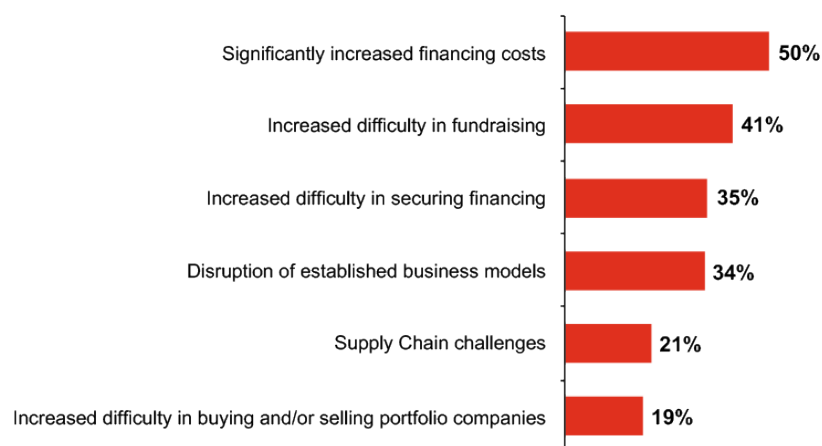 Significantly increased financing costs 50%
Increased difficulty in fundraising 41%
Increased difficulty in securing financing 35%
Disruption of established business models 34%
Supply Chain challenges 21%
Increased difficulty in buying and/or selling portfolio companies 19%